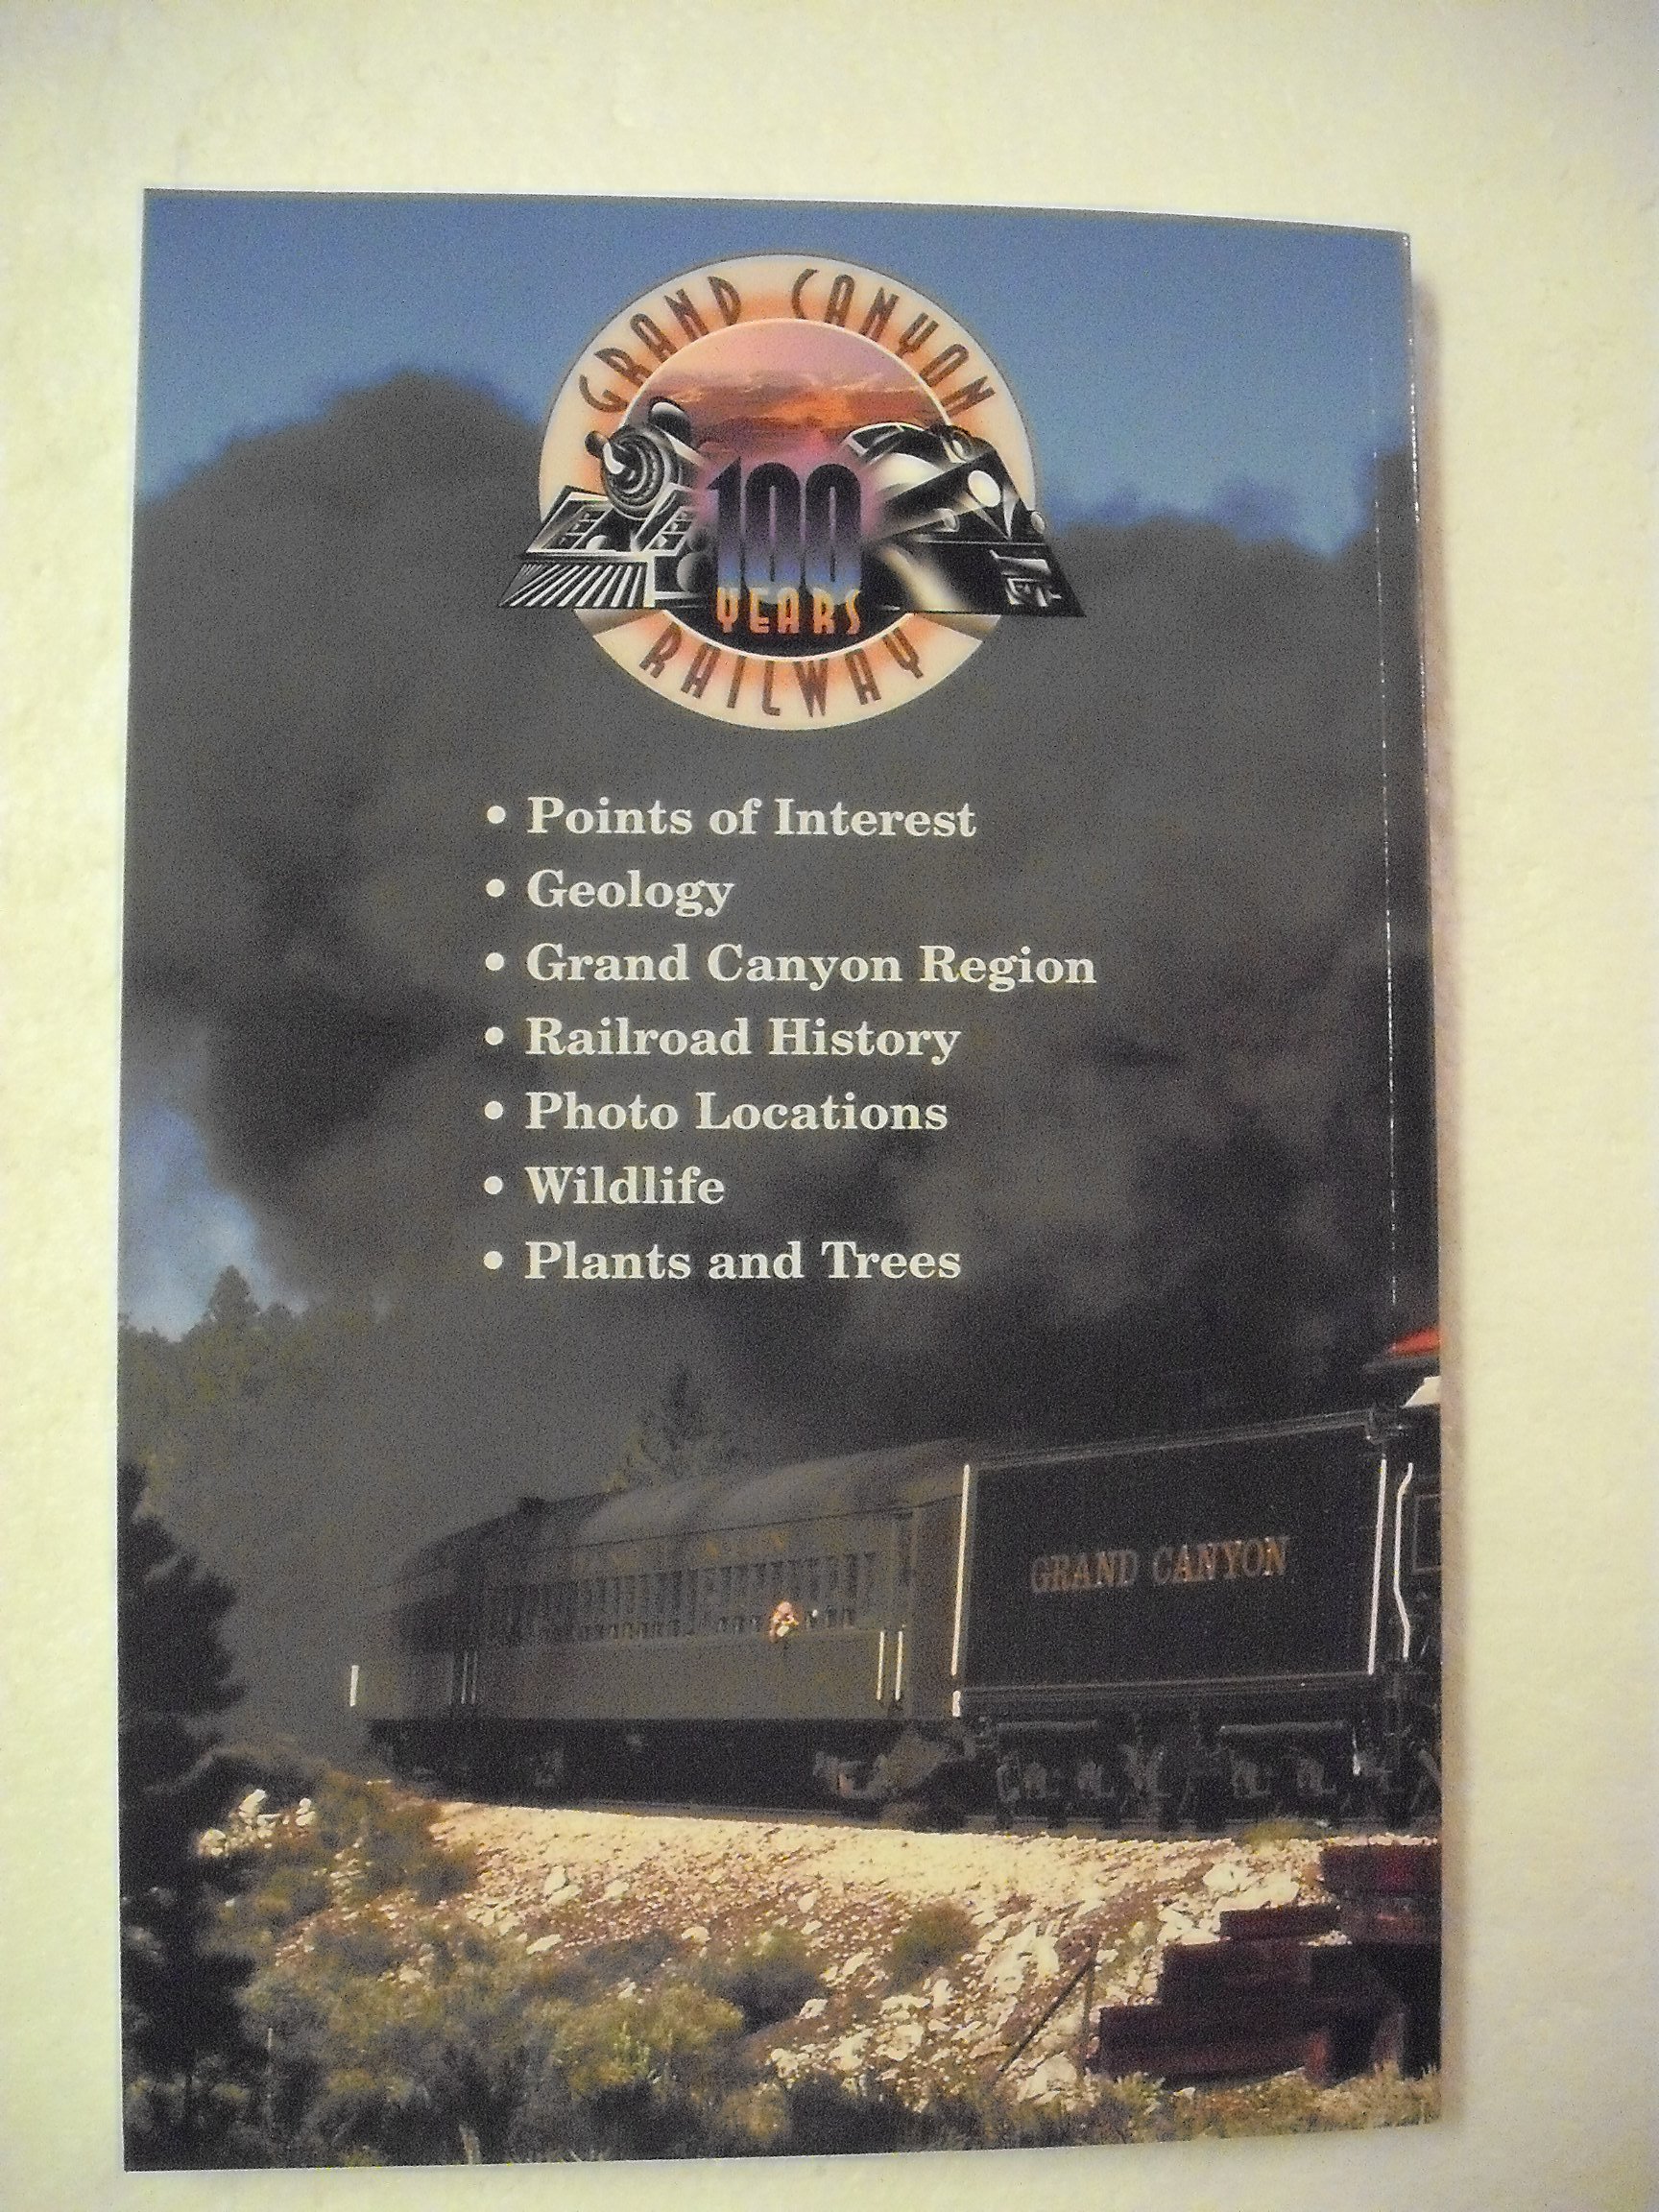 GRAND CANYON
100
YEARS
RAILWAY
• Points of Interest
• Geology
• Grand Canyon Region
• Railroad History
• Photo Locations
• Wildlife
• Plants and Trees
GRAND CANYON